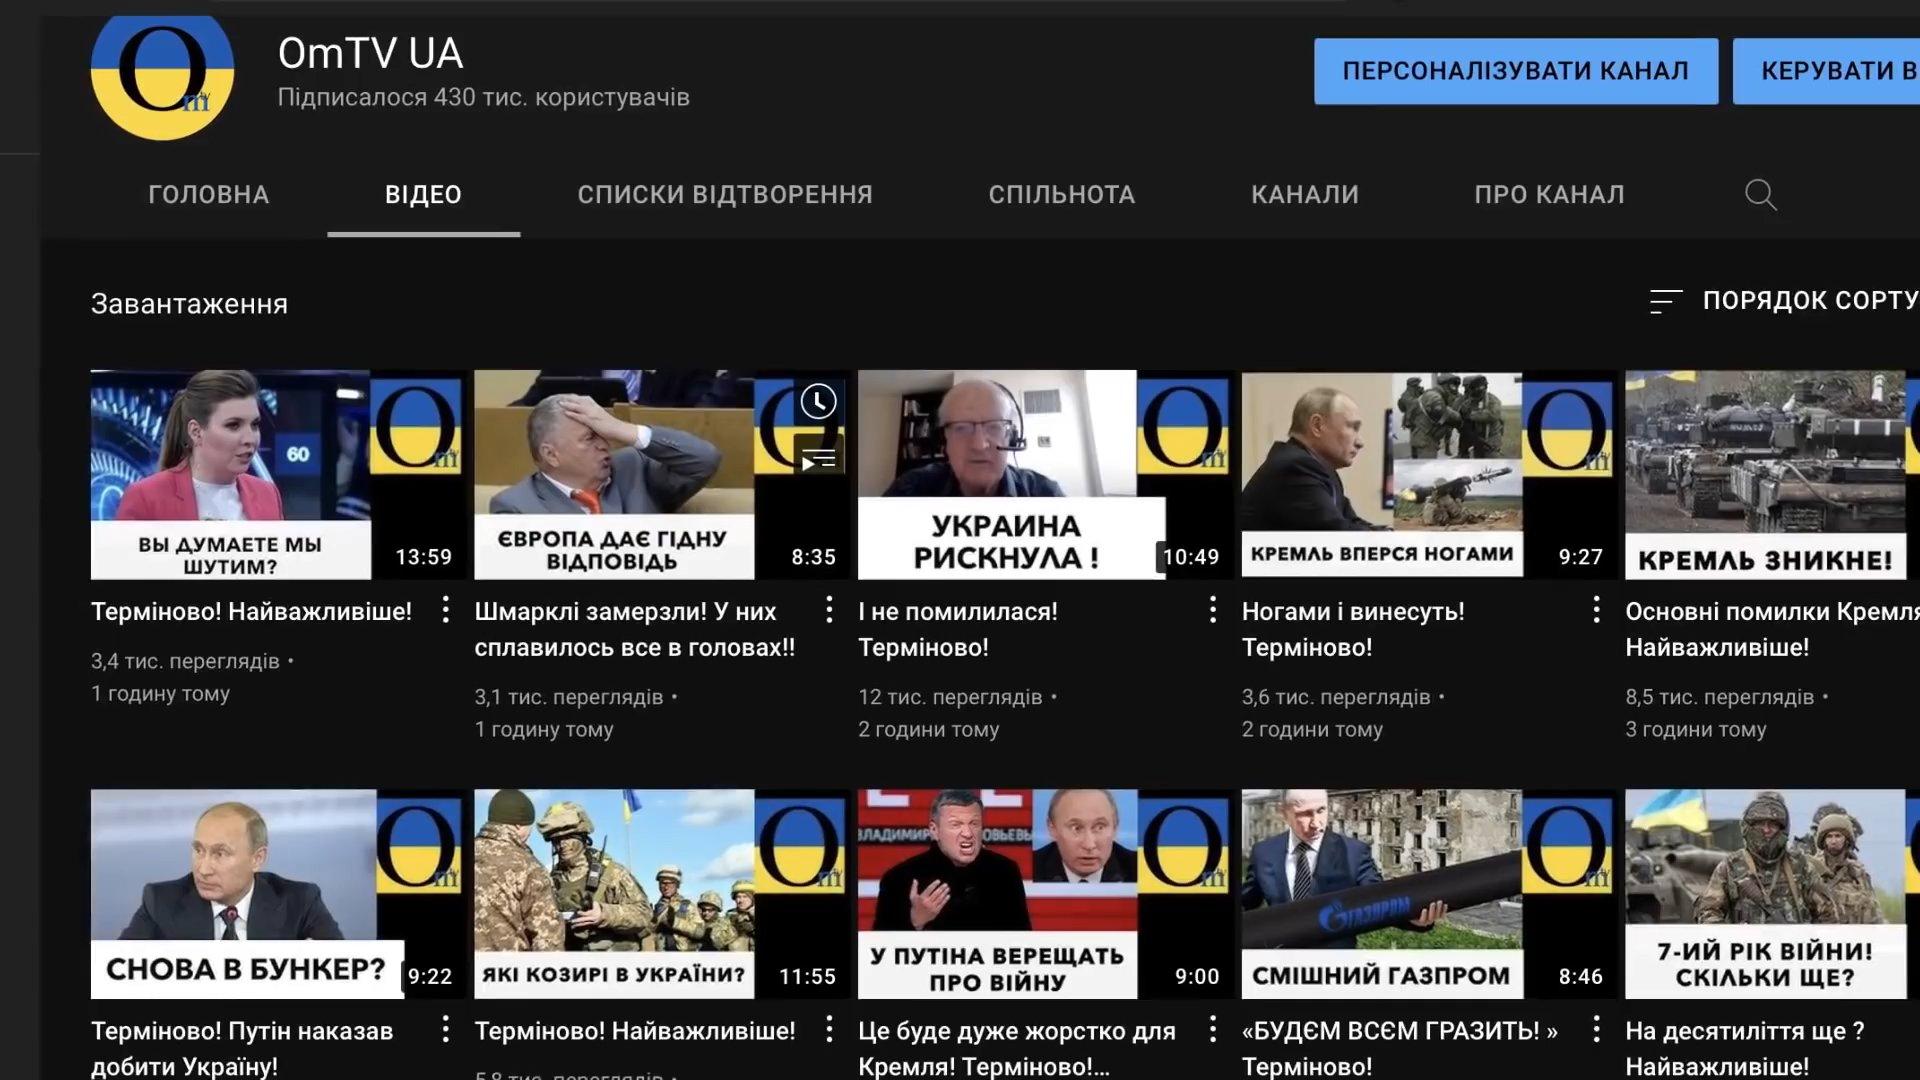 OmTV UA
Підписалося 430 тис. користувачів
ПЕРСОНАЛІЗУВАТИ КАНАЛ
КЕРУВАТИ В
ГОЛОВНА
ВІДЕО
СПИСКИ ВІДТВОРЕННЯ
СПІЛЬНОТА
КАНАЛИ
ПРО КАНАЛ
Завантаження
ПОРЯДОК СОРТУ
60
ВЫ ДУМАЕТЕ МЫ
ШУТИМ?
13:59
ЄВРОПА ДАЄ ГІДНУ
ВІДПОВІДЬ
8:35
УКРАИНА
РИСКНУЛА !
10:49
КРЕМЛЬ ВПЕРСЯ НОГАМИ
9:27
КРЕМЛЬ ЗНИКНЕ!
Терміново! Найважливіше!
3,4 тис. переглядів •
1 годину тому
Шмарклі замерзли! У них
сплавилось все в головах!!
3,1 тис. переглядів •
1 годину тому
І не помилилася!
Терміново!
12 тис. переглядів •
2 години тому
Ногами і винесуть!
Терміново!
3,6 тис. переглядів •
2 години тому
Основні помилки Кремля
Найважливіше!
8,5 тис. переглядів •
3 години тому
СНОВА В БУНКЕР?
9:22
ЯКІ КОЗИРІ В УКРАЇНИ?
11:55
У ПУТІНА ВЕРЕЩАТЬ
ПРО ВІЙНУ
9:00
ГАЗПРОМ
СМІШНИЙ ГАЗПРОМ
8:46
7-ИЙ РІК ВІЙНИ!
СКІЛЬКИ ЩЕ?
Терміново! Путін наказав
добити Україну!
Терміново! Найважливіше!
5,8 тис. переглядів •
Це буде дуже жорстко для
Кремля! Терміново!...
«БУДЄМ ВСЄМ ГРАЗИТЬ! »
Терміново!
На десятиліття ще ?
Найважливіше!